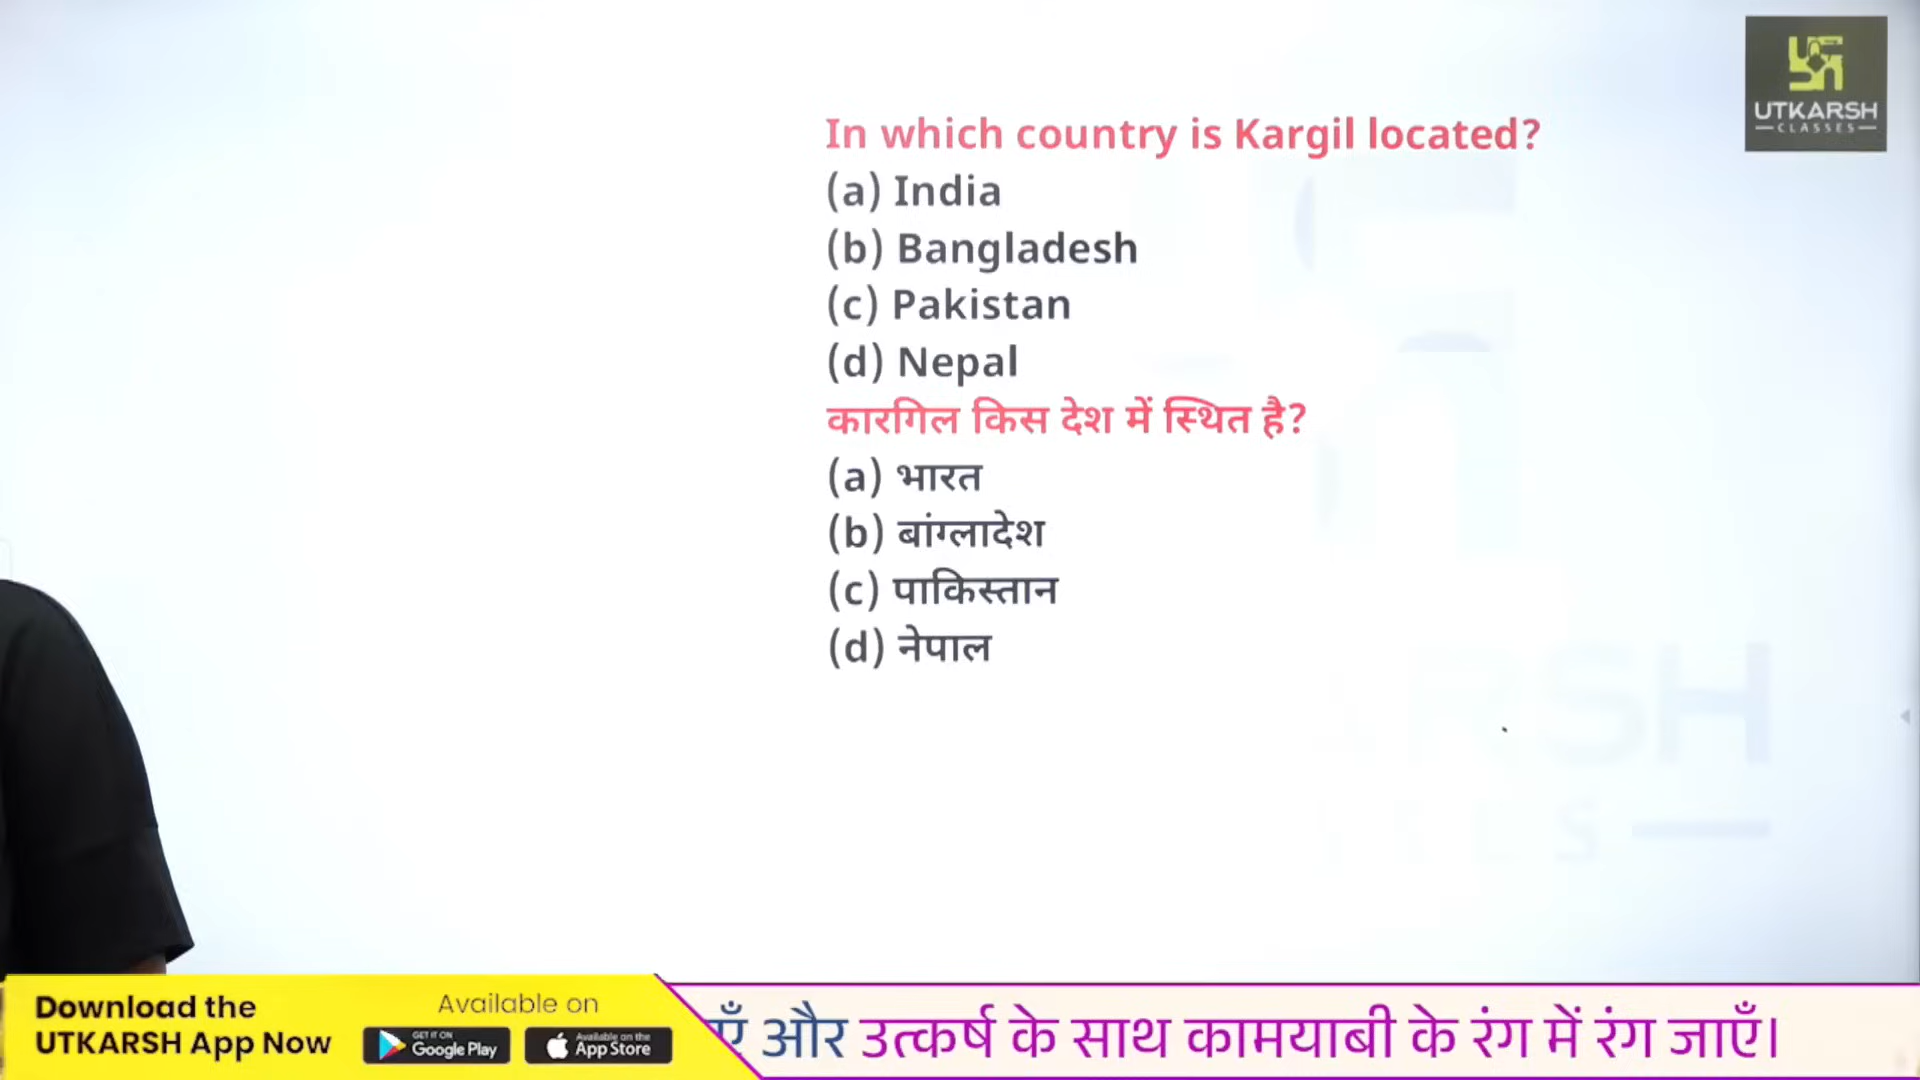 UTKARSH
CLASSES
In which country is Kargil located?
(a) India
(b) Bangladesh
(c) Pakistan
(d) Nepal
कारगिल किस देश में स्थित है?
(a) भारत
(b) बांग्लादेश
(c) पाकिस्तान
(d) नेपाल
Download the
UTKARSH App Now
Available on
GET IT ON
Google Play
Available on the
App Store
और उत्कर्ष के साथ कामयाबी के रंग में रंग जाएँ।